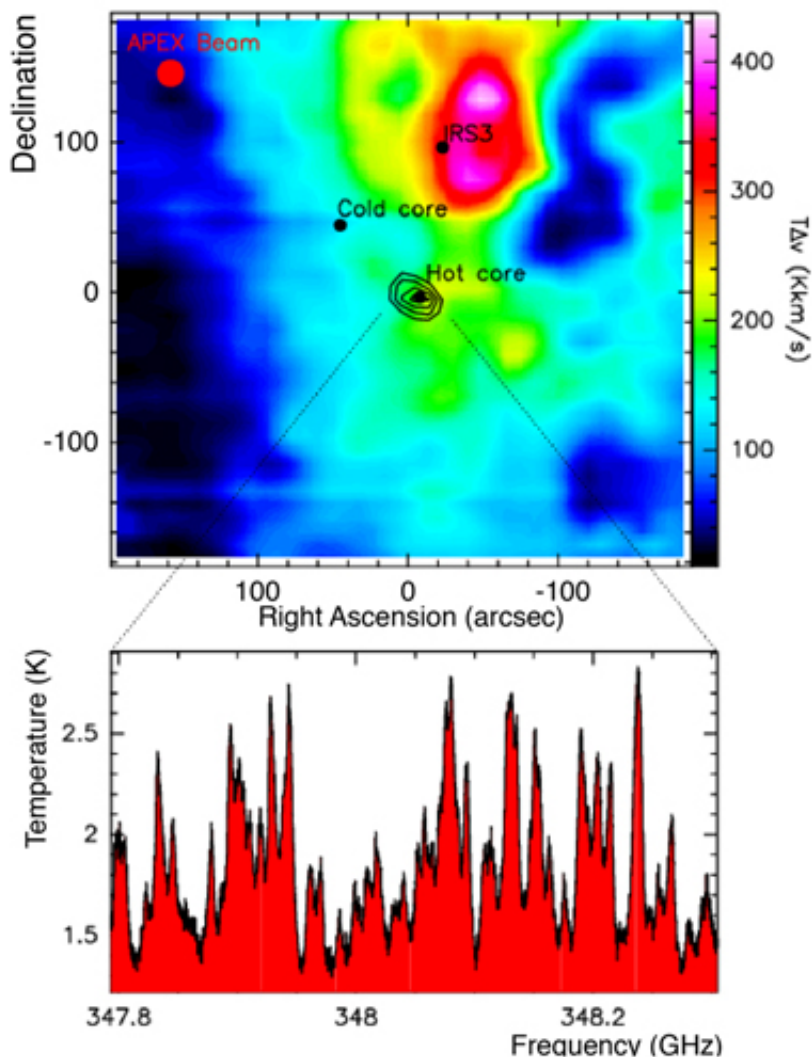 APEX Beam
Declination
100
0
-100
IRS3
Cold core
Hot core
400
300
200
100
TΔv (Kkm/s)
100 0 -100
Right Ascension (arcsec)
Temperature (K)
2.5
2
1.5
347.8 348 348.2
Frequency (GHz)